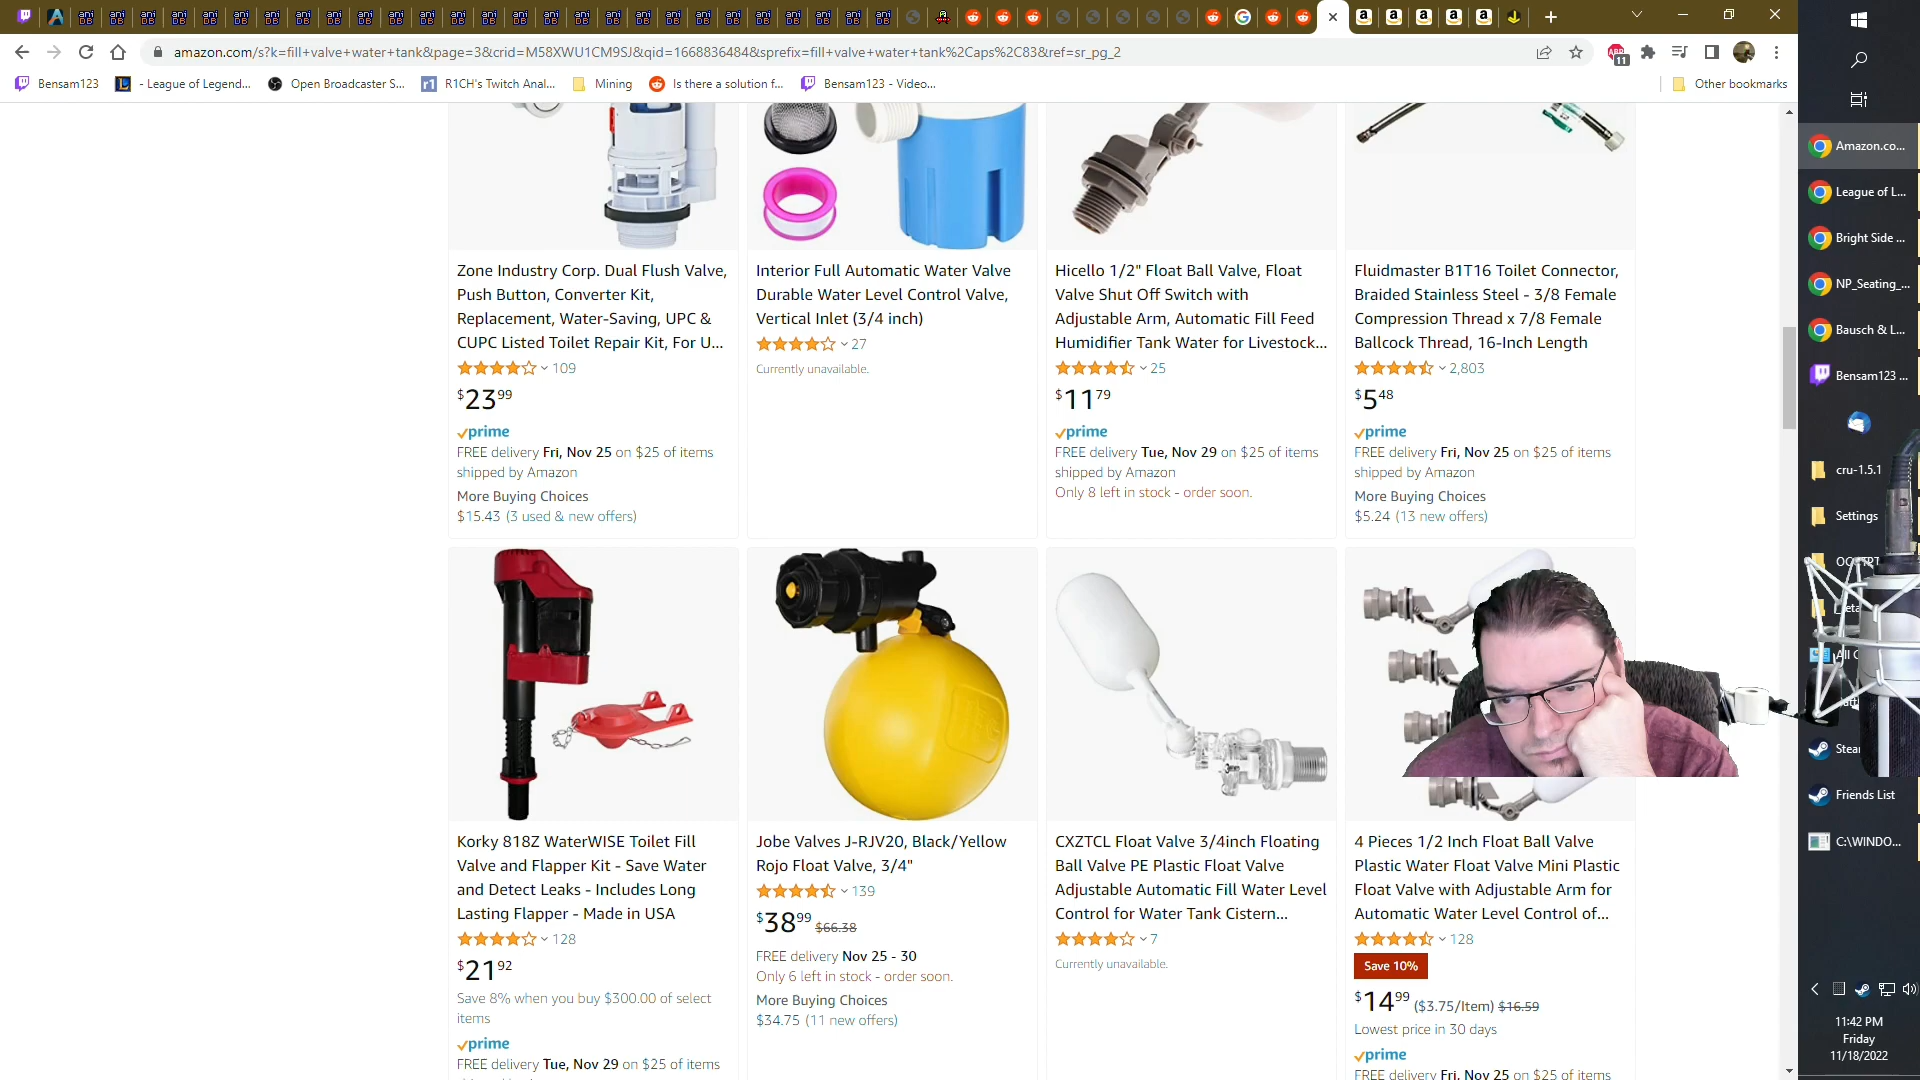 amazon.com/s?k=fill+valve+water+tank&page=3&crid=M58XWU1CM9SJ&qid=1668836484&sprefix=fill+valve+water+tank%2Caps%2C83&ref=sr_pg_2
11
Bensam123
- League of Legend...
Open Broadcaster S...
R1CH's Twitch Anal...
Mining
Is there a solution f...
Bensam123 - Video...
Other bookmarks
Zone Industry Corp. Dual Flush Valve,
Push Button, Converter Kit,
Replacement, Water-Saving, UPC &
CUPC Listed Toilet Repair Kit, For U...
109
$23 99
prime
FREE delivery Fri, Nov 25 on $25 of items
shipped by Amazon
More Buying Choices
$15.43 (3 used & new offers)
Interior Full Automatic Water Valve
Durable Water Level Control Valve,
Vertical Inlet (3/4 inch)
27
Currently unavailable.
Hicello 1/2" Float Ball Valve, Float
Valve Shut Off Switch with
Adjustable Arm, Automatic Fill Feed
Humidifier Tank Water for Livestock...
25
$11 79
prime
FREE delivery Tue, Nov 29 on $25 of items
shipped by Amazon
Only 8 left in stock - order soon.
Fluidmaster B1T16 Toilet Connector,
Braided Stainless Steel - 3/8 Female
Compression Thread x 7/8 Female
Ballcock Thread, 16-Inch Length
2,803
$5 48
prime
FREE delivery Fri, Nov 25 on $25 of items
shipped by Amazon
More Buying Choices
$5.24 (13 new offers)
Korky 818Z WaterWISE Toilet Fill
Valve and Flapper Kit - Save Water
and Detect Leaks - Includes Long
Lasting Flapper - Made in USA
128
$21 92
Save 8% when you buy $300.00 of select
items
prime
FREE delivery Tue, Nov 29 on $25 of items
Jobe Valves J-RJV20, Black/Yellow
Rojo Float Valve, 3/4"
139
$38 99 $66.38
FREE delivery Nov 25 - 30
Only 6 left in stock - order soon.
More Buying Choices
$34.75 (11 new offers)
CXZTCL Float Valve 3/4inch Floating
Ball Valve PE Plastic Float Valve
Adjustable Automatic Fill Water Level
Control for Water Tank Cistern...
7
Currently unavailable.
4 Pieces 1/2 Inch Float Ball Valve
Plastic Water Float Valve Mini Plastic
Float Valve with Adjustable Arm for
Automatic Water Level Control of...
128
Save 10%
$14 99 ($3.75/Item) $16.59
Lowest price in 30 days
prime
FREE delivery Fri, Nov 25 on $25 of items
Amazon.co...
League of L...
Bright Side ...
NP_Seating_...
Bausch & L...
Bensam123 ...
cru-1.5.1
Settings
Friends List
C:\WINDO...
11:42 PM
Friday
11/18/2022